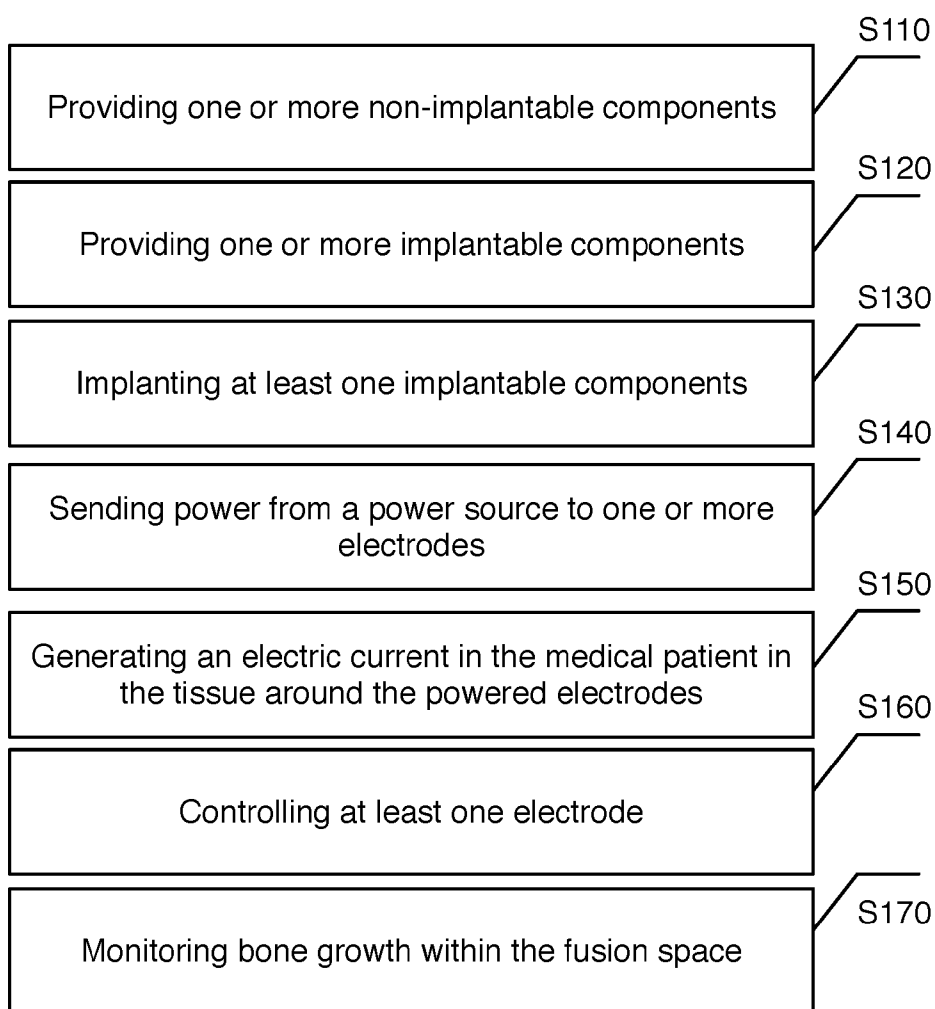 S110
Providing one or more non-implantable components
S120
Providing one or more implantable components
S130
Implanting at least one implantable components
S140
Sending power from a power source to one or more
electrodes
S150
Generating an electric current in the medical patient in
the tissue around the powered electrodes
S160
Controlling at least one electrode
S170
Monitoring bone growth within the fusion space